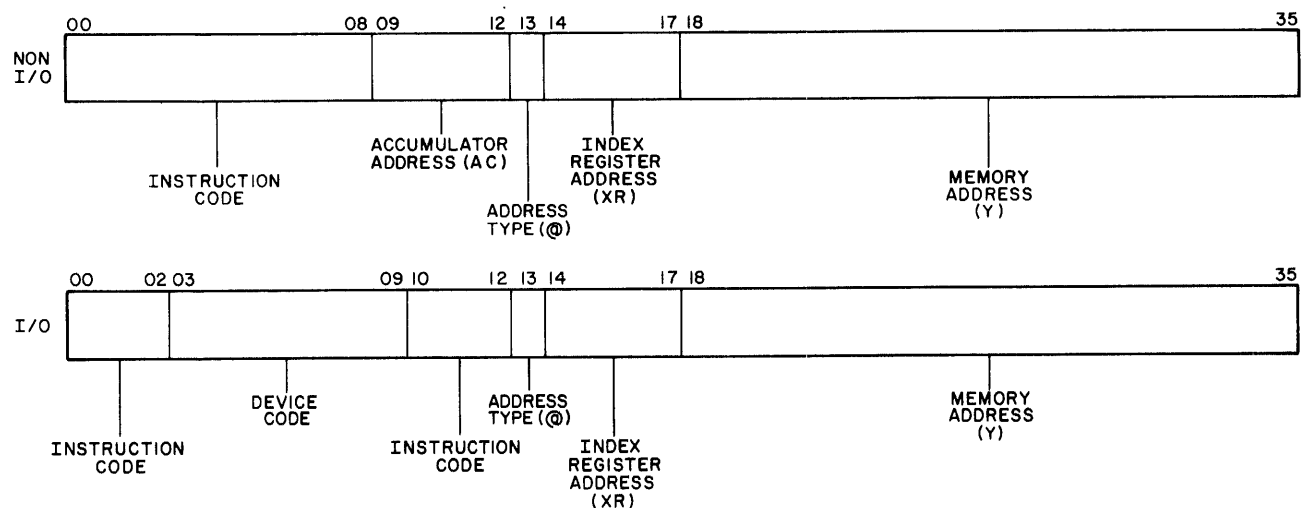 00 08 09 12 13 14 17 18 35
NON
I/O
INSTRUCTION
CODE
ACCUMULATOR
ADDRESS (AC)
ADDRESS
TYPE (@)
INDEX
REGISTER
ADDRESS
(XR)
MEMORY
ADDRESS
(Y)
00 02 03 09 10 12 13 14 17 18 35
I/O
INSTRUCTION
CODE
DEVICE
CODE
INSTRUCTION
CODE
ADDRESS
TYPE (@)
INDEX
REGISTER
ADDRESS
(XR)
MEMORY
ADDRESS
(Y)